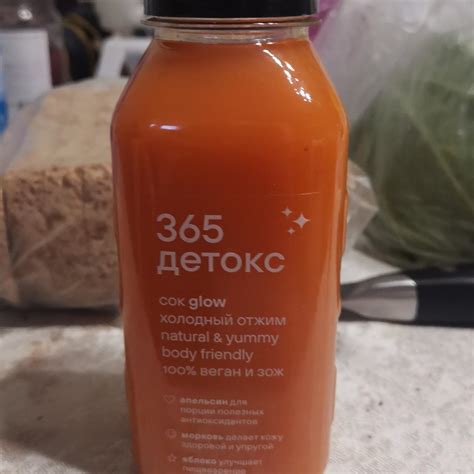 365
детокс
сок glow
холодный отжим
natural & yummy
body friendly
100% веган и зож
апельсин для
порции полезных
антиоксидантов
морковь делает кожу
здоровой и упругой
яблоко улучшает
пищеварение